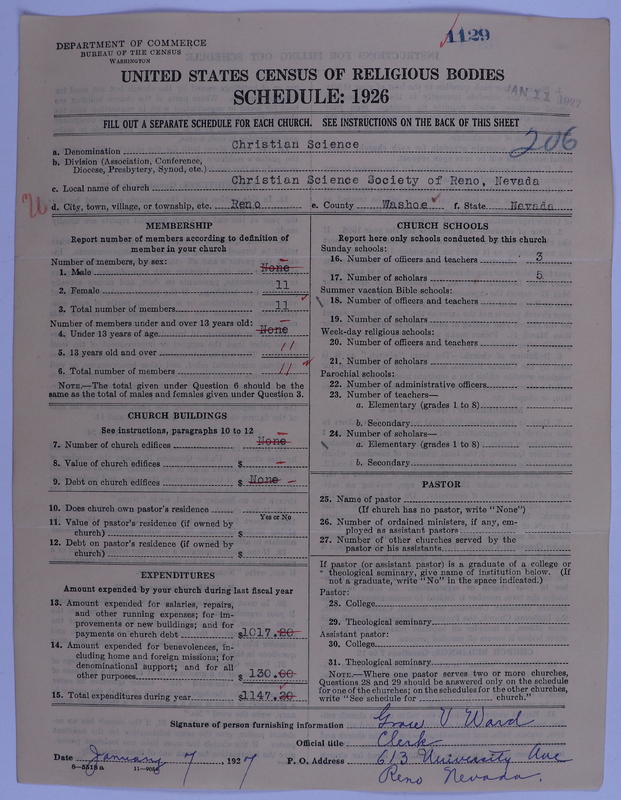 DEPARTMENT OF COMMERCE
BUREAU OF THE CENSUS
WASHINGTON
1129
UNITED STATES CENSUS OF RELIGIOUS BODIES
SCHEDULE: 1926
JAN 11 1927
FILL OUT A SEPARATE SCHEDULE FOR EACH CHURCH. SEE INSTRUCTIONS ON THE BACK OF THIS SHEET
206
a. Denomination Christian Science
b. Division (Association, Conference,
Diocese, Presbytery, Synod, etc.)
c. Local name of church Christian Science Society of Reno, Nevada
d. City, town, village, or township, etc. Reno e. County Washoe f. State Nevada
MEMBERSHIP
Report number of members according to definition of
member in your church
Number of members, by sex:
1. Male None
2. Female 11
3. Total number of members 11
Number of members under and over 13 years old:
4. Under 13 years of age None
5. 13 years old and over 11
6. Total number of members 11
NOTE.—The total given under Question 6 should be the
same as the total of males and females given under Question 3.
CHURCH BUILDINGS
See instructions, paragraphs 10 to 12
7. Number of church edifices None
8. Value of church edifices $ —
9. Debt on church edifices $ None —
10. Does church own pastor's residence
Yes or No
11. Value of pastor's residence (if owned by
church) $
12. Debt on pastor's residence (if owned by
church) $
EXPENDITURES
Amount expended by your church during last fiscal year
13. Amount expended for salaries, repairs,
and other running expenses; for im-
provements or new buildings; and for
payments on church debt $1017.20
14. Amount expended for benevolences, in-
cluding home and foreign missions; for
denominational support; and for all
other purposes $ 130.00
15. Total expenditures during year $1147.20
CHURCH SCHOOLS
Report here only schools conducted by this church
Sunday schools:
16. Number of officers and teachers 3
17. Number of scholars 5
Summer vacation Bible schools:
18. Number of officers and teachers
19. Number of scholars
Week-day religious schools:
20. Number of officers and teachers
21. Number of scholars
Parochial schools:
22. Number of administrative officers
23. Number of teachers—
a. Elementary (grades 1 to 8)
b. Secondary
24. Number of scholars—
a. Elementary (grades 1 to 8)
b. Secondary
PASTOR
25. Name of pastor
(If church has no pastor, write "None")
26. Number of ordained ministers, if any, em-
ployed as assistant pastors
27. Number of other churches served by the
pastor or his assistants
If pastor (or assistant pastor) is a graduate of a college or
theological seminary, give name of institution below. (If
not a graduate, write "No" in the space indicated.)
Pastor:
28. College
29. Theological seminary
Assistant pastor:
30. College
31. Theological seminary
NOTE.—Where one pastor serves two or more churches,
Questions 28 and 29 should be answered only on the schedule
for one of the churches; on the schedules for the other churches,
write "See schedule for church."
Signature of person furnishing information Grace V Ward
Official title Clerk
Date January 7, 1927 P. O. Address 613 University Ave
Reno Nevada.